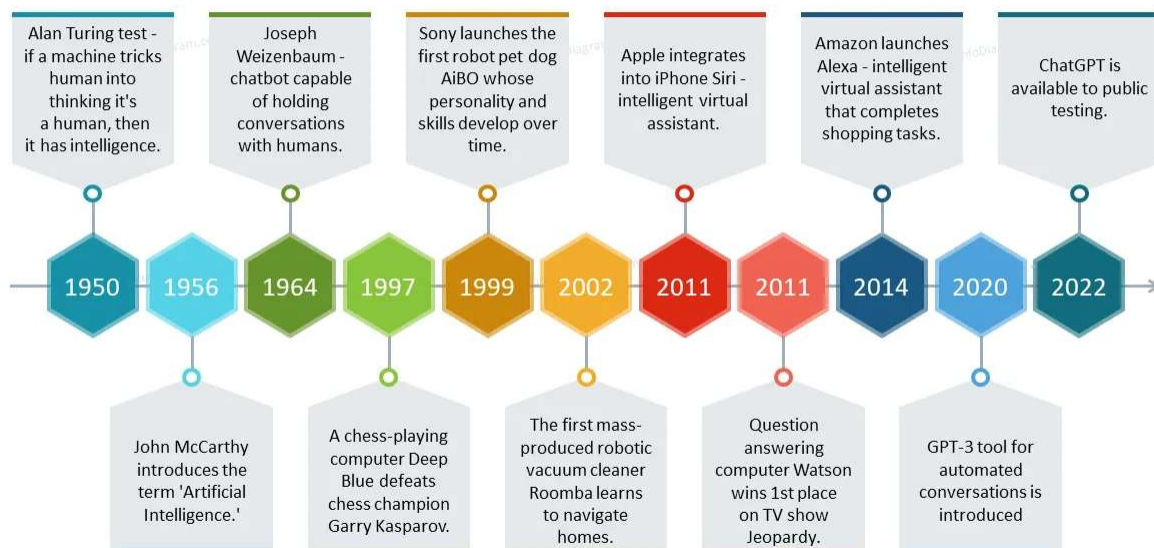 Alan Turing test -
if a machine tricks
human into
thinking it's
a human, then
it has intelligence.
Joseph
Weizenbaum -
chatbot capable
of holding
conversations
with humans.
Sony launches the
first robot pet dog
AiBO whose
personality and
skills develop over
time.
Apple integrates
into iPhone Siri -
intelligent virtual
assistant.
Amazon launches
Alexa - intelligent
virtual assistant
that completes
shopping tasks.
ChatGPT is
available to public
testing.
1950
1956
1964
1997
1999
2002
2011
2011
2014
2020
2022
John McCarthy
introduces the
term 'Artificial
Intelligence.'
A chess-playing
computer Deep
Blue defeats
chess champion
Garry Kasparov.
The first mass-
produced robotic
vacuum cleaner
Roomba learns
to navigate
homes.
Question
answering
computer Watson
wins 1st place
on TV show
Jeopardy.
GPT-3 tool for
automated
conversations is
introduced